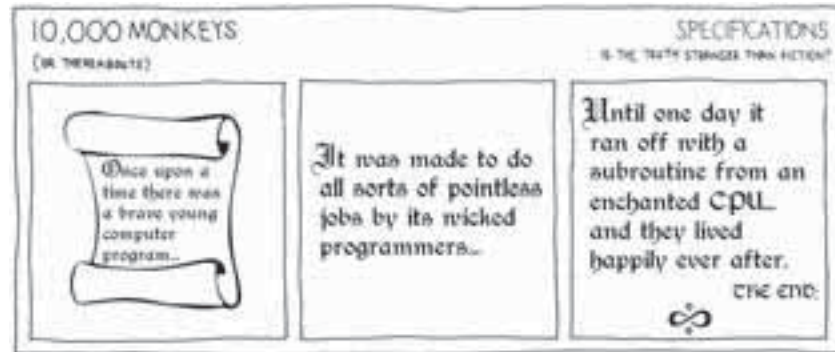 10,000 MONKEYS
(OR THEREABOUTS)
SPECIFICATIONS
IS THE TRUTH STRANGER THAN FICTION?
Once upon a
time there was
a brave young
computer
program...
It was made to do
all sorts of pointless
jobs by its wicked
programmers...
Until one day it
ran off with a
subroutine from an
enchanted CPU...
and they lived
happily ever after.
THE END.